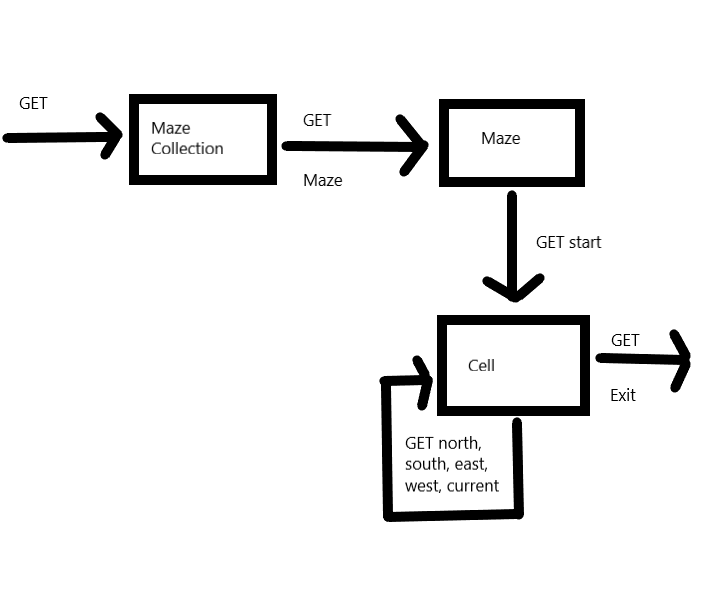 GET
Maze
Collection
GET
Maze
Maze
GET start
Cell
GET
Exit
GET north,
south, east,
west, current